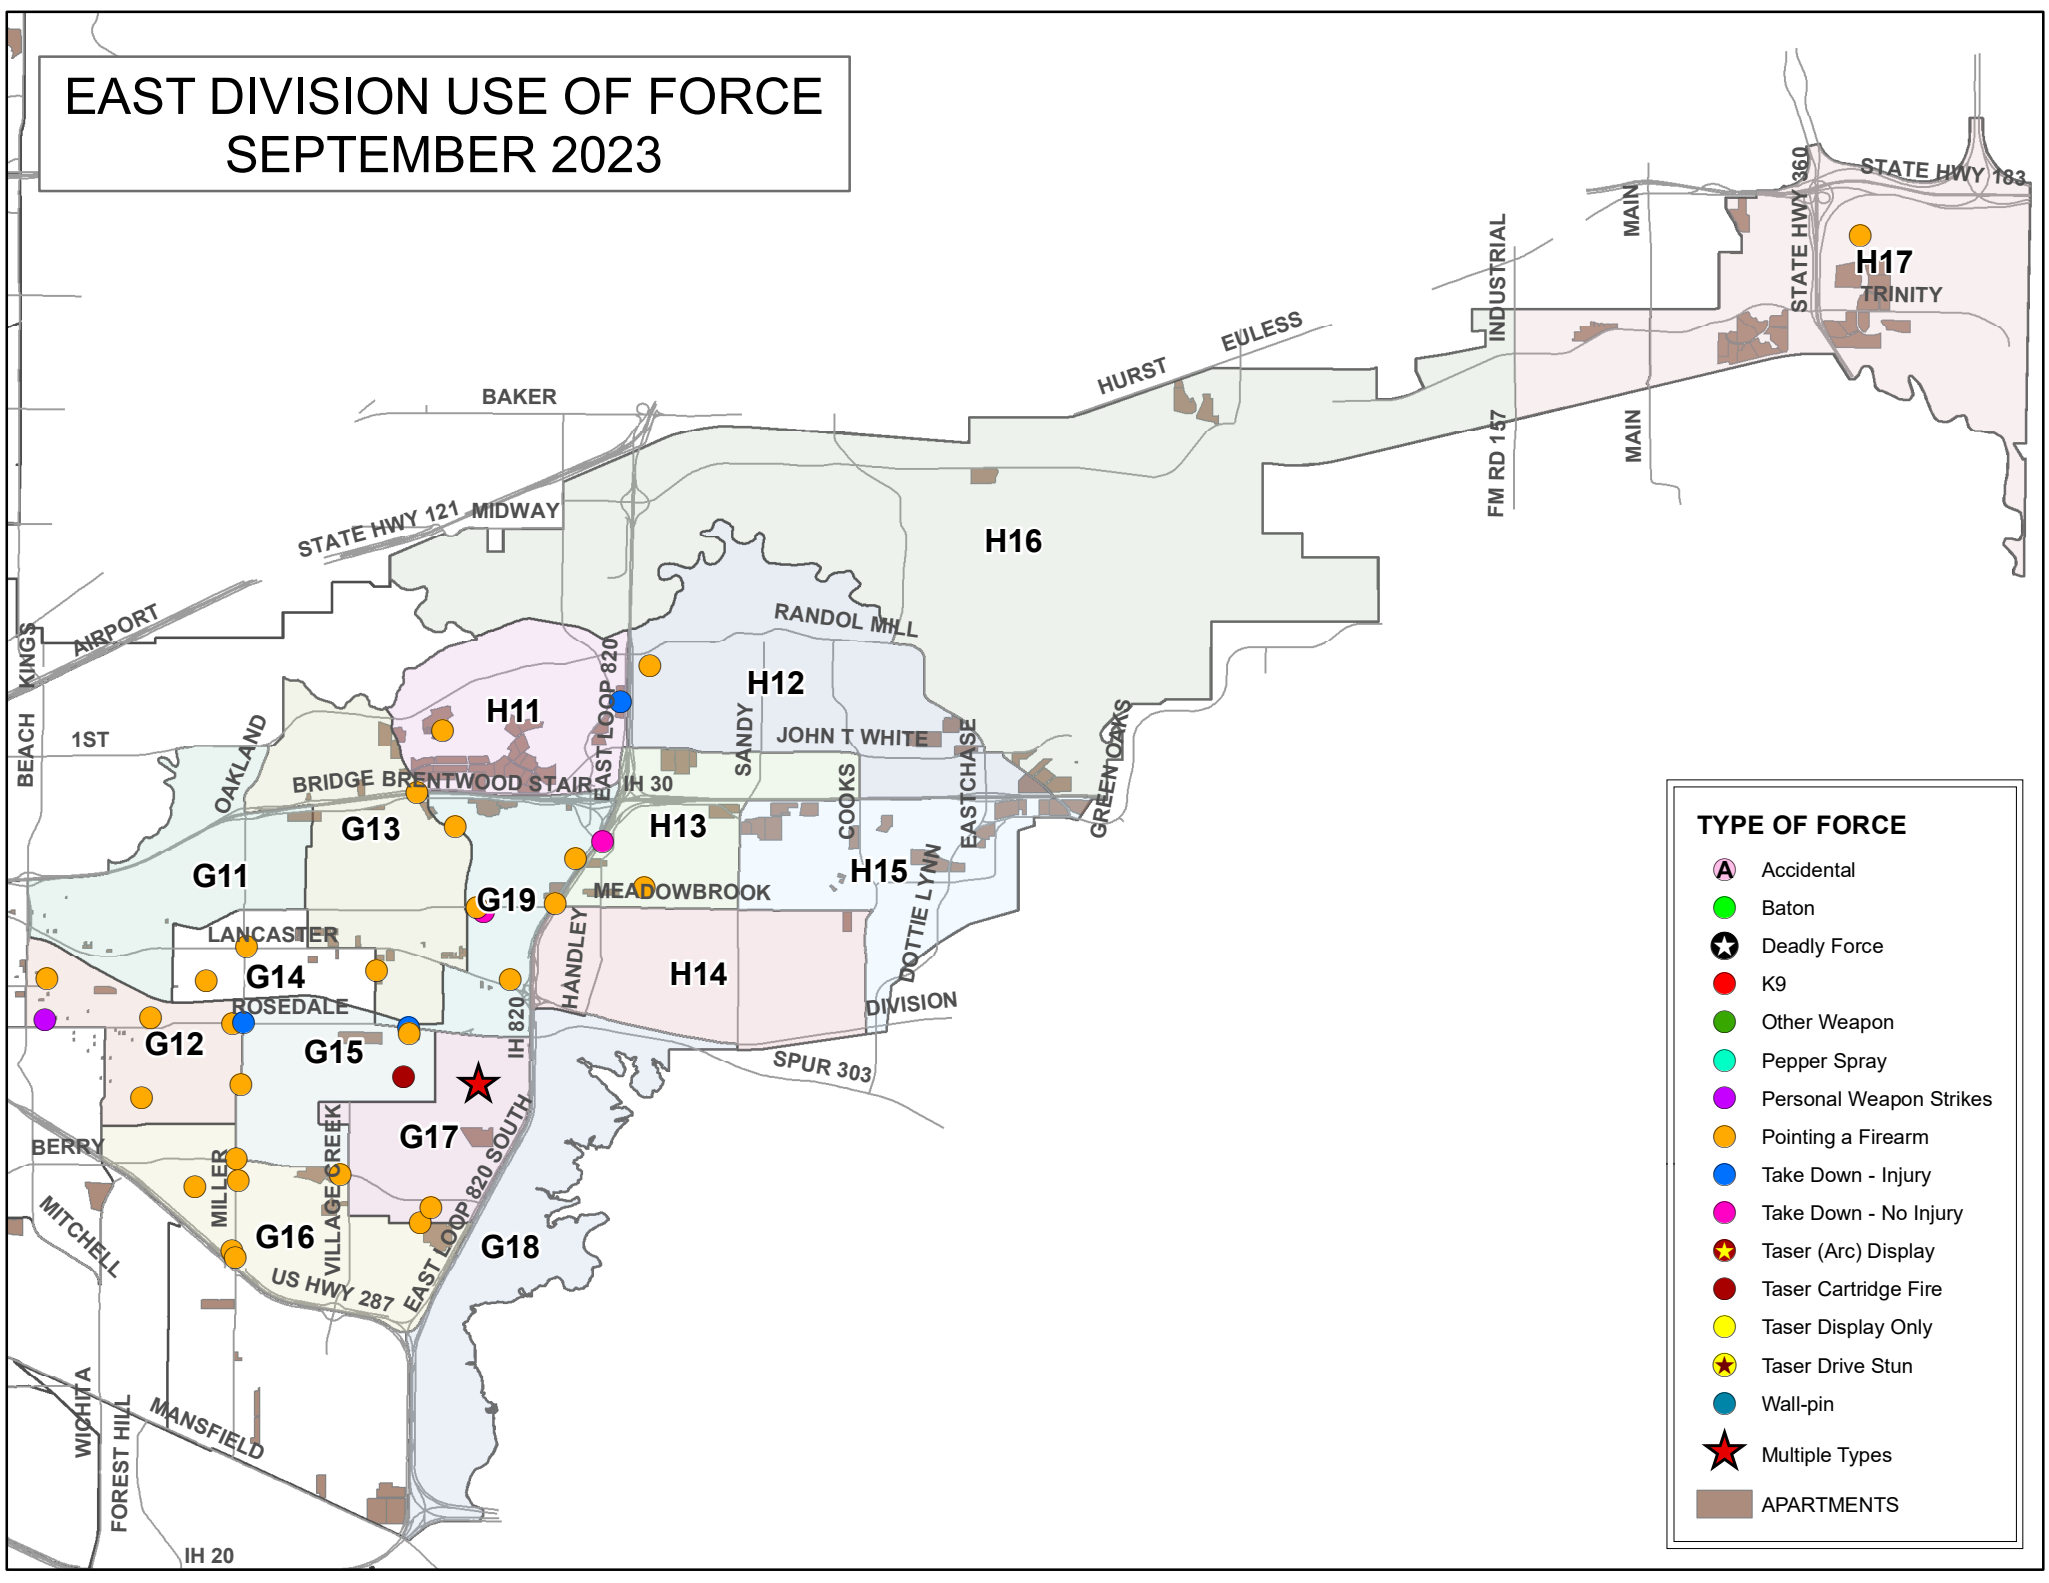 EAST DIVISION USE OF FORCE
SEPTEMBER 2023
STATE HWY 183
STATE HWY 360
MAIN
INDUSTRIAL
H17
TRINITY
EULESS
HURST
BAKER
FM RD 157
MAIN
STATE HWY 121
MIDWAY
H16
AIRPORT
KINGS
RANDOL MILL
EAST LOOP 820
H12
H11
BEACH
1ST
OAKLAND
SANDY
JOHN T WHITE
EASTCHASE
GREEN OAKS
BRIDGE
BRENTWOOD STAIR
IH 30
COOKS
G13
H13
G11
H15
MEADOWBROOK
G19
DOTTIE LYNN
LANCASTER
HANDLEY
G14
H14
ROSEDALE
DIVISION
IH 820
G12
G15
SPUR 303
G17
BERRY
MILLER
VILLAGE CREEK
EAST LOOP 820 SOUTH
MITCHELL
G16
G18
US HWY 287
WICHITA
FOREST HILL
MANSFIELD
IH 20
TYPE OF FORCE
A Accidental
Baton
Deadly Force
K9
Other Weapon
Pepper Spray
Personal Weapon Strikes
Pointing a Firearm
Take Down - Injury
Take Down - No Injury
Taser (Arc) Display
Taser Cartridge Fire
Taser Display Only
Taser Drive Stun
Wall-pin
Multiple Types
APARTMENTS